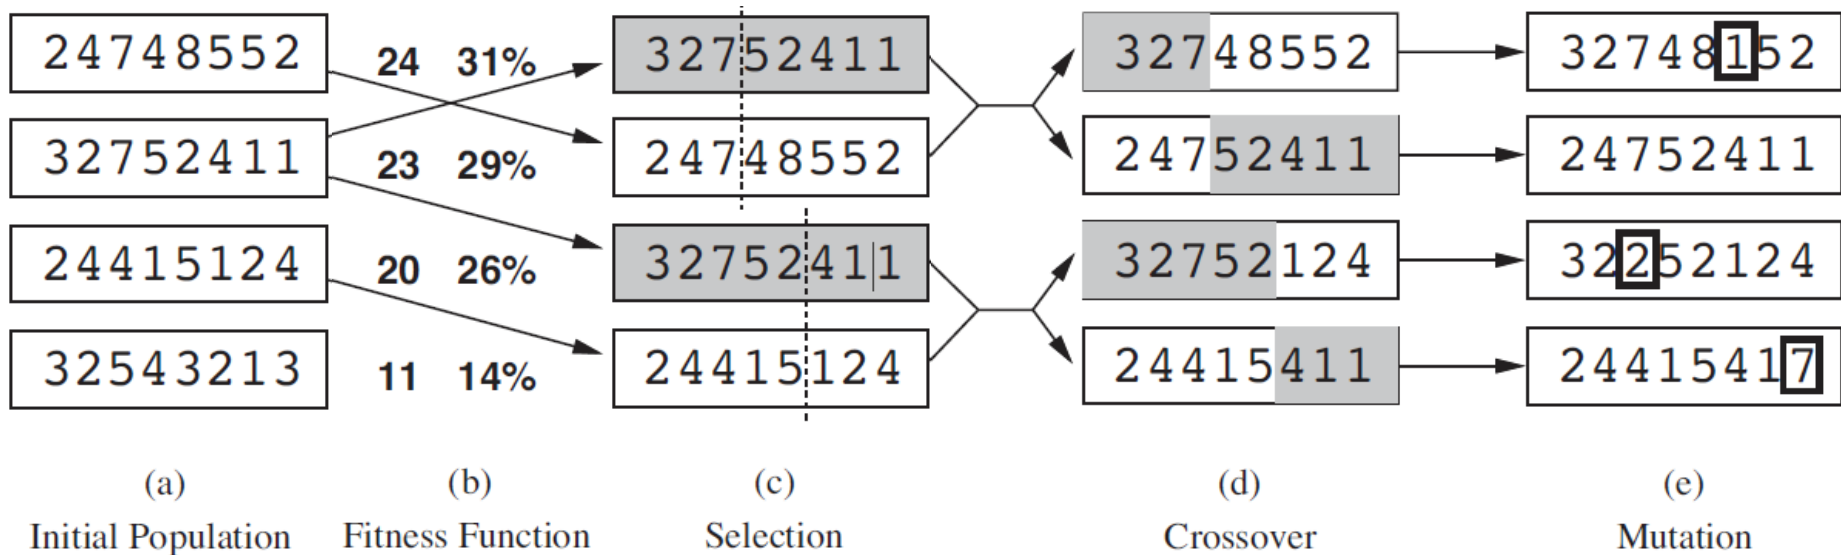 24748552 24 31% 32752411 32748552 32748152
32752411 23 29% 24748552 24752411 24752411
24415124 20 26% 32752411 32752124 32252124
32543213 11 14% 24415124 24415411 24415417
(a) (b) (c) (d) (e)
Initial Population Fitness Function Selection Crossover Mutation